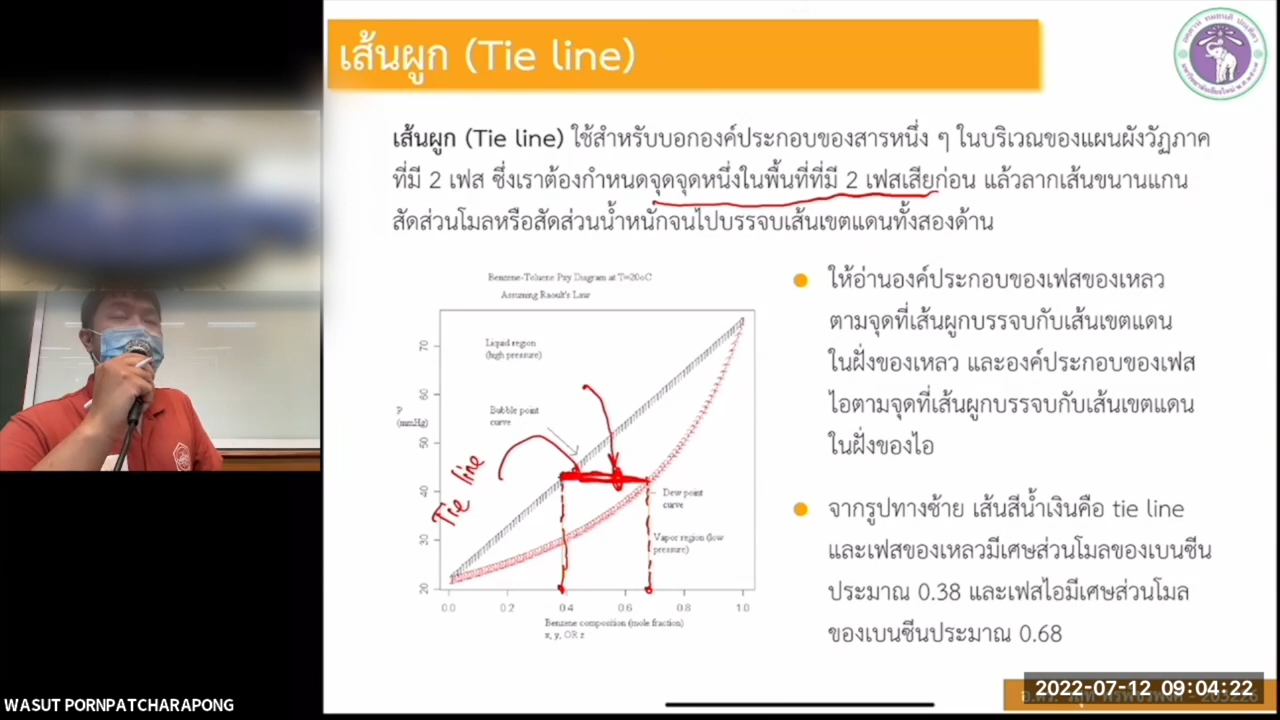 เส้นผูก (Tie line)
เส้นผูก (Tie line) ใช้สำหรับบอกองค์ประกอบของสารหนึ่ง ๆ ในบริเวณของแผนผังวัฏภาค
ที่มี 2 เฟส ซึ่งเราต้องกำหนดจุดจุดหนึ่งในพื้นที่ที่มี 2 เฟสเสียก่อน แล้วลากเส้นขนานแกน
สัดส่วนโมลหรือสัดส่วนน้ำหนักจนไปบรรจบเส้นเขตแดนทั้งสองด้าน
Benzene-Toluene Pxy Diagram at T=20oC
Assuming Raoult's Law
Liquid region
(high pressure)
Bubble point
curve
P
(mmHg)
70
60
50
40
30
20
Tie line
Dew point
curve
Vapor region (low
pressure)
0.0 0.2 0.4 0.6 0.8 1.0
Benzene composition (mole fraction)
x, y, OR z
ให้อ่านองค์ประกอบของเฟสของเหลว
ตามจุดที่เส้นผูกบรรจบกับเส้นเขตแดน
ในฝั่งของเหลว และองค์ประกอบของเฟส
ไอตามจุดที่เส้นผูกบรรจบกับเส้นเขตแดน
ในฝั่งของไอ
จากรูปทางซ้าย เส้นสีน้ำเงินคือ tie line
และเฟสของเหลวมีเศษส่วนโมลของเบนซีน
ประมาณ 0.38 และเฟสไอมีเศษส่วนโมล
ของเบนซีนประมาณ 0.68
WASUT PORNPATCHARAPONG
2022-07-12 09:04:22